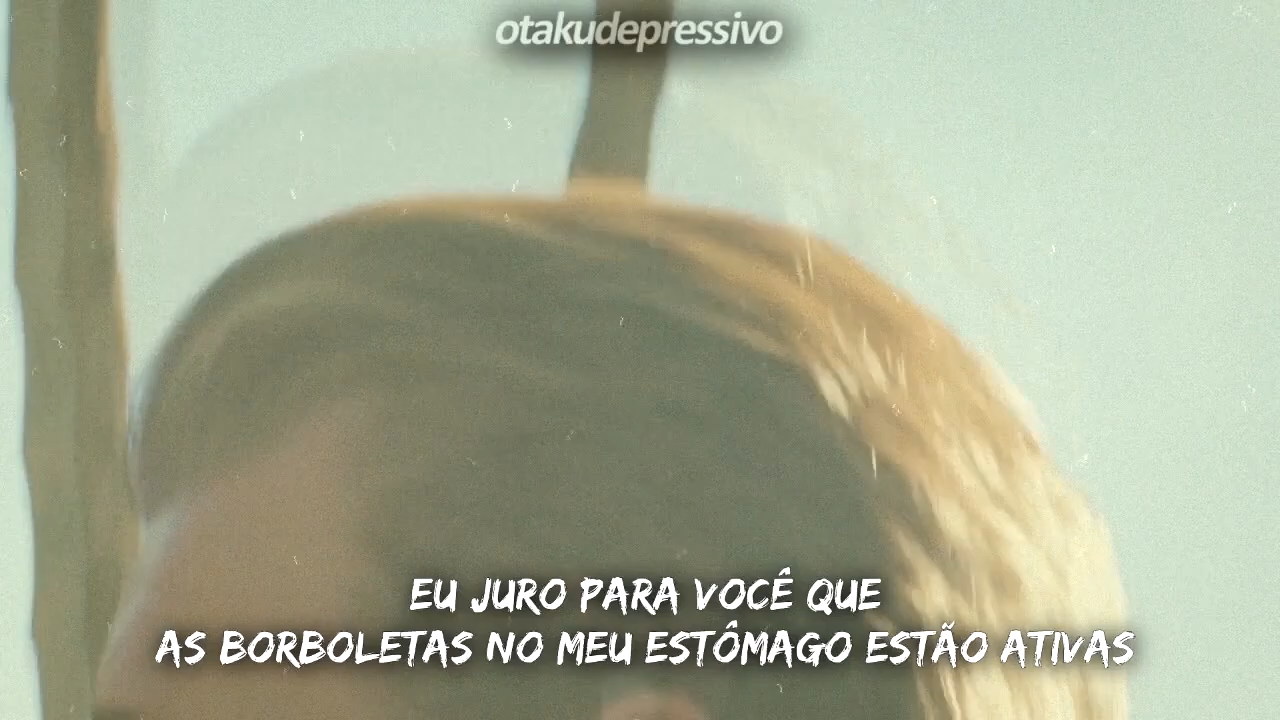 otakudepressivo
EU JURO PARA VOCÊ QUE
AS BORBOLETAS NO MEU ESTÔMAGO ESTÃO ATIVAS